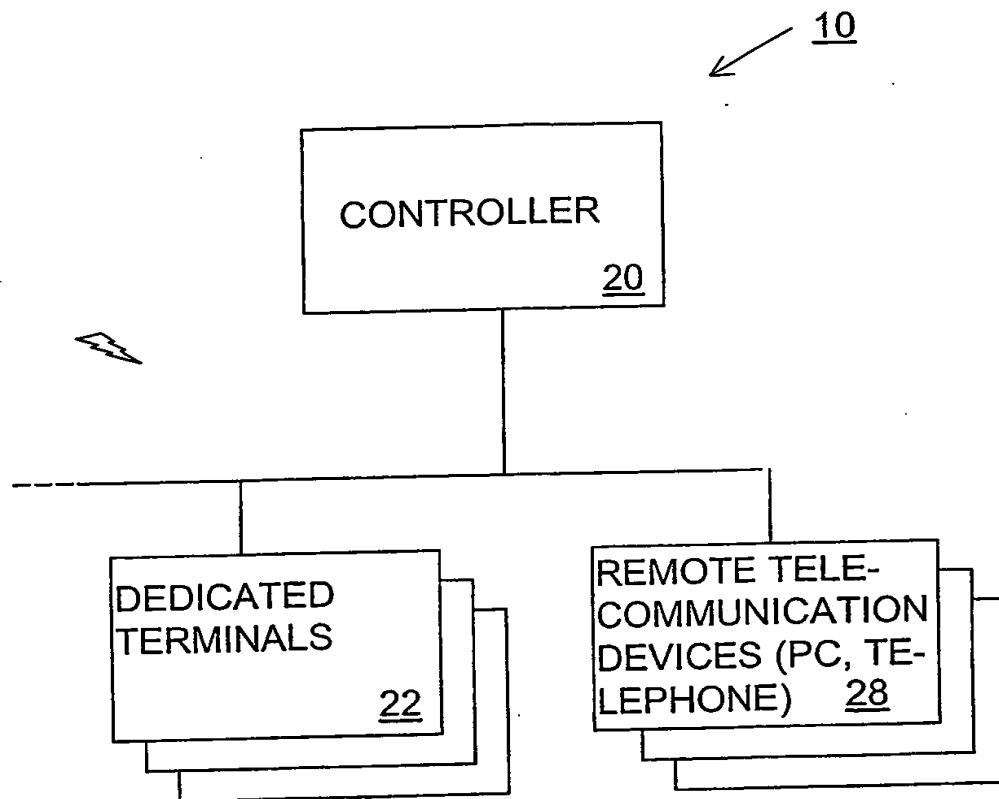 10
CONTROLLER
20
DEDICATED
TERMINALS
22
REMOTE TELE-
COMMUNICATION
DEVICES (PC, TE-
LEPHONE)
28